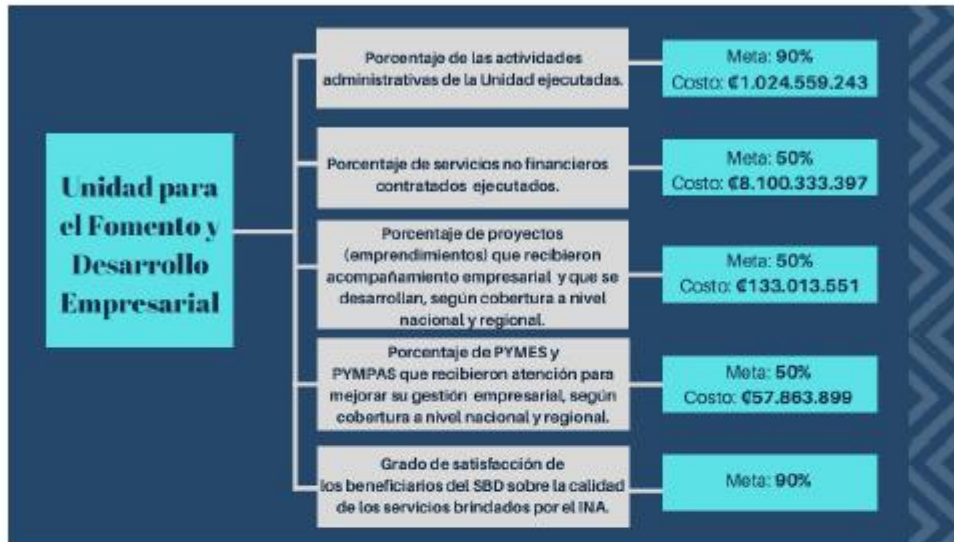 Unidad para
el Fomento y
Desarrollo
Empresarial
Porcentaje de las actividades
administrativas de la Unidad ejecutadas.
Meta: 90%
Costo: ₡1.024.559.243
Porcentaje de servicios no financieros
contratados ejecutados.
Meta: 50%
Costo: ₡8.100.333.397
Porcentaje de proyectos
(emprendimientos) que recibieron
acompañamiento empresarial y que se
desarrollan, según cobertura a nivel
nacional y regional.
Meta: 50%
Costo: ₡133.013.551
Porcentaje de PYMES y
PYMPAS que recibieron atención para
mejorar su gestión empresarial, según
cobertura a nivel nacional y regional.
Meta: 50%
Costo: ₡57.863.899
Grado de satisfacción de
los beneficiarios del SBD sobre la calidad
de los servicios brindados por el INA.
Meta: 90%